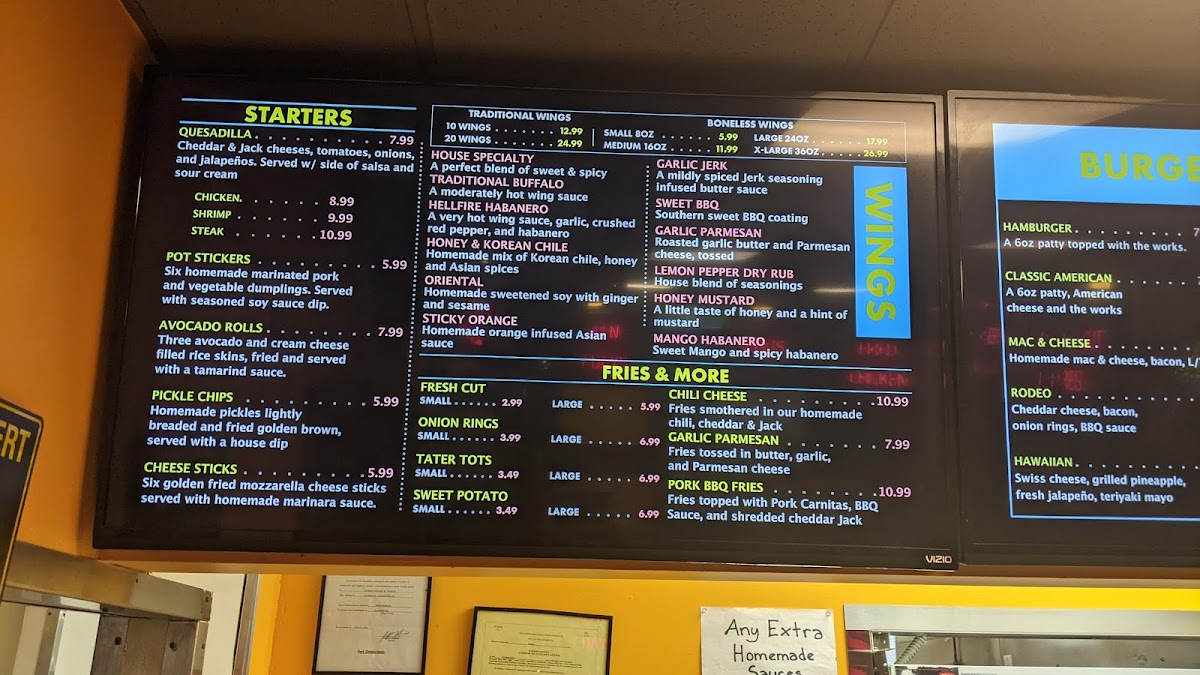 STARTERS
QUESADILLA . . . . . . . . . . . . . 7.99
Cheddar & Jack cheeses, tomatoes, onions,
and jalapeños. Served w/ side of salsa and
sour cream
CHICKEN. . . . . . . . 8.99
SHRIMP . . . . . . . . 9.99
STEAK . . . . . . . . 10.99
POT STICKERS . . . . . . . . . . . 5.99
Six homemade marinated pork
and vegetable dumplings. Served
with seasoned soy sauce dip.
AVOCADO ROLLS . . . . . . . . . . 7.99
Three avocado and cream cheese
filled rice skins, fried and served
with a tamarind sauce.
PICKLE CHIPS . . . . . . . . . . . 5.99
Homemade pickles lightly
breaded and fried golden brown,
served with a house dip
CHEESE STICKS . . . . . . . . . . 5.99
Six golden fried mozzarella cheese sticks
served with homemade marinara sauce.
TRADITIONAL WINGS
10 WINGS . . . . . . . 12.99
20 WINGS . . . . . . . 24.99
BONELESS WINGS
SMALL 8OZ . . . . . . 5.99
MEDIUM 16OZ . . . . . 11.99
LARGE 24OZ . . . . . 17.99
X-LARGE 36OZ . . . . . 26.99
HOUSE SPECIALTY
A perfect blend of sweet & spicy
TRADITIONAL BUFFALO
A moderately hot wing sauce
HELLFIRE HABANERO
A very hot wing sauce, garlic, crushed
red pepper, and habanero
HONEY & KOREAN CHILE
Homemade mix of Korean chile, honey
and Asian spices
ORIENTAL
Homemade sweetened soy with ginger
and sesame
STICKY ORANGE
Homemade orange infused Asian
sauce
GARLIC JERK
A mildly spiced Jerk seasoning
infused butter sauce
SWEET BBQ
Southern sweet BBQ coating
GARLIC PARMESAN
Roasted garlic butter and Parmesan
cheese, tossed
LEMON PEPPER DRY RUB
House blend of seasonings
HONEY MUSTARD
A little taste of honey and a hint of
mustard
MANGO HABANERO
Sweet Mango and spicy habanero
WINGS
FRIES & MORE
FRESH CUT
SMALL . . . . . . 2.99 LARGE . . . . . . 5.99
ONION RINGS
SMALL . . . . . . 3.99 LARGE . . . . . . 6.99
TATER TOTS
SMALL . . . . . . 3.49 LARGE . . . . . . 6.99
SWEET POTATO
SMALL . . . . . . 3.49 LARGE . . . . . . 6.99
CHILI CHEESE . . . . . . . . . . . . 10.99
Fries smothered in our homemade
chili, cheddar & Jack
GARLIC PARMESAN . . . . . . . . . 7.99
Fries tossed in butter, garlic,
and Parmesan cheese
PORK BBQ FRIES . . . . . . . . . . 10.99
Fries topped with Pork Carnitas, BBQ
Sauce, and shredded cheddar Jack
VIZIO
BURGE
HAMBURGER . . . . . . . . . . . . 7
A 6oz patty topped with the works.
CLASSIC AMERICAN . . . . . . . .
A 6oz patty, American
cheese and the works
MAC & CHEESE . . . . . . . . . .
Homemade mac & cheese, bacon, L/
RODEO . . . . . . . . . . . . . .
Cheddar cheese, bacon,
onion rings, BBQ sauce
HAWAIIAN . . . . . . . . . . . .
Swiss cheese, grilled pineapple,
fresh jalapeño, teriyaki mayo
ERT
Any Extra
Homemade
Sauces